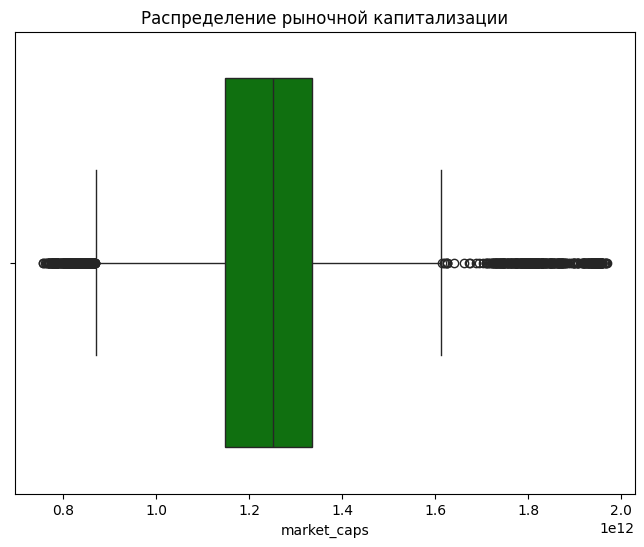 Распределение рыночной капитализации
0.8 1.0 1.2 1.4 1.6 1.8 2.0
1e12
market_caps